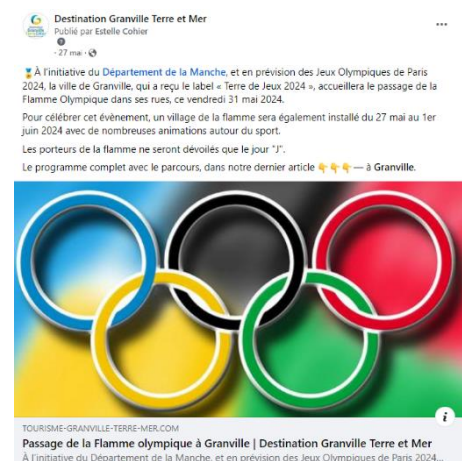 Destination Granville Terre et Mer
Publié par Estelle Cohier
· 27 mai ·
À l'initiative du Département de la Manche, et en prévision des Jeux Olympiques de Paris
2024, la ville de Granville, qui a reçu le label « Terre de Jeux 2024 », accueillera le passage de la
Flamme Olympique dans ses rues, ce vendredi 31 mai 2024.
Pour célébrer cet évènement, un village de la flamme sera également installé du 27 mai au 1er
juin 2024 avec de nombreuses animations autour du sport.
Les porteurs de la flamme ne seront dévoilés que le jour "J".
Le programme complet avec le parcours, dans notre dernier article 👇👇👇 — à Granville.
TOURISME-GRANVILLE-TERRE-MER.COM
Passage de la Flamme olympique à Granville | Destination Granville Terre et Mer
À l'initiative du Département de la Manche, et en prévision des Jeux Olympiques de Paris 2024...